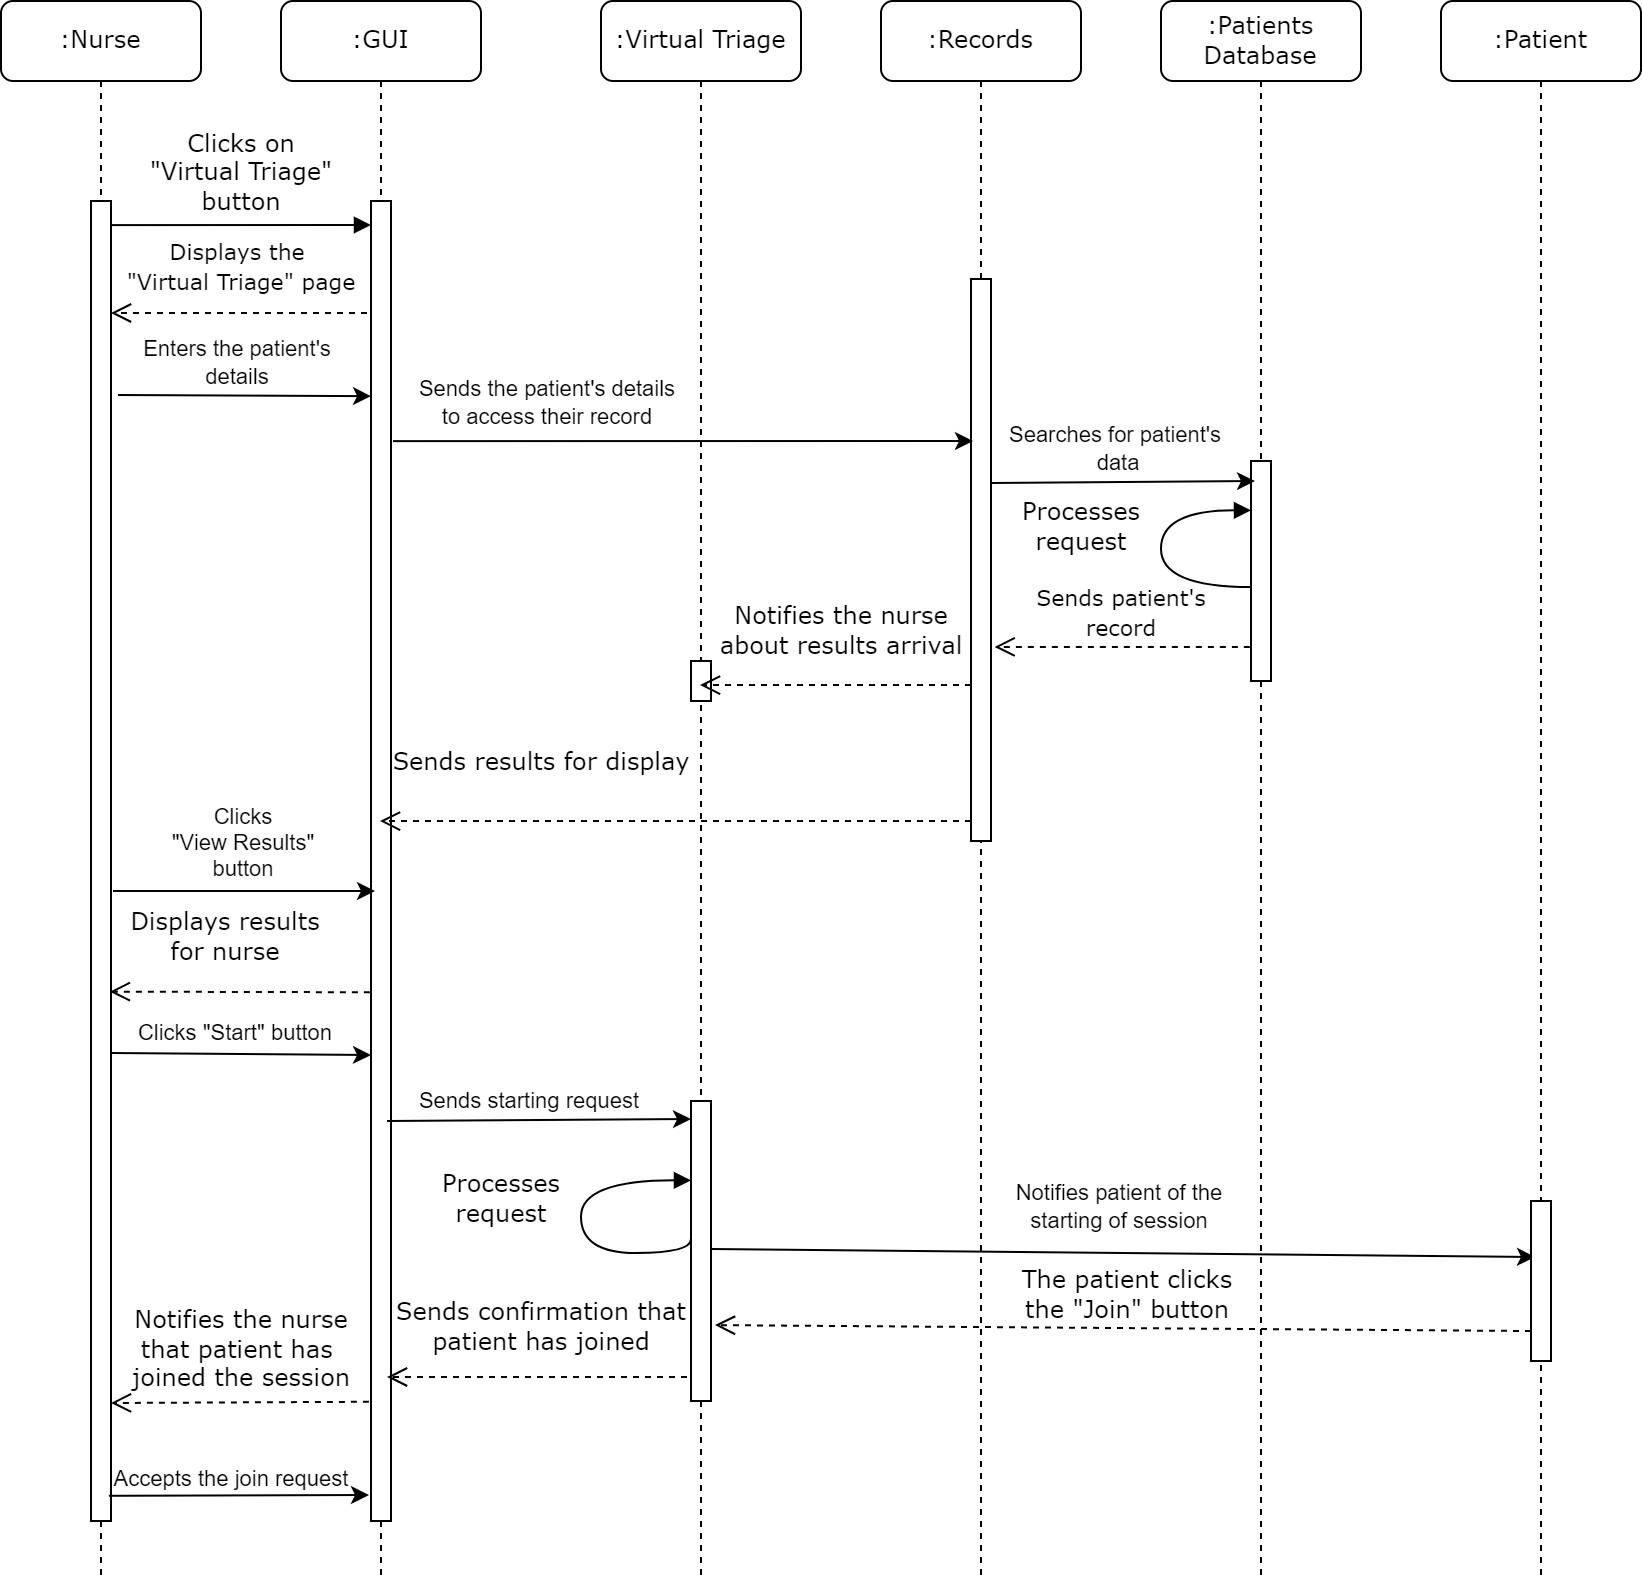 :Nurse
:GUI
:Virtual Triage
:Records
:Patients
Database
:Patient
Clicks on
"Virtual Triage"
button
Displays the
"Virtual Triage" page
Enters the patient's
details
Sends the patient's details
to access their record
Searches for patient's
data
Processes
request
Sends patient's
record
Notifies the nurse
about results arrival
Sends results for display
Clicks
"View Results"
button
Displays results
for nurse
Clicks "Start" button
Sends starting request
Processes
request
Notifies patient of the
starting of session
The patient clicks
the "Join" button
Sends confirmation that
patient has joined
Notifies the nurse
that patient has
joined the session
Accepts the join request